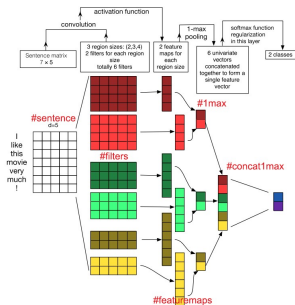 activation function
convolution
1-max
pooling
softmax function
regularization
in this layer
Sentence matrix
7 × 5
3 region sizes: (2,3,4)
2 filters for each region
size
totally 6 filters
2 feature
maps for
each
region size
6 univariate
vectors
concatenated
together to form a
single feature
vector
2 classes
#sentence
d=5
I
like
this
movie
very
much
!
#filters
#featuremaps
#1max
#concat1max